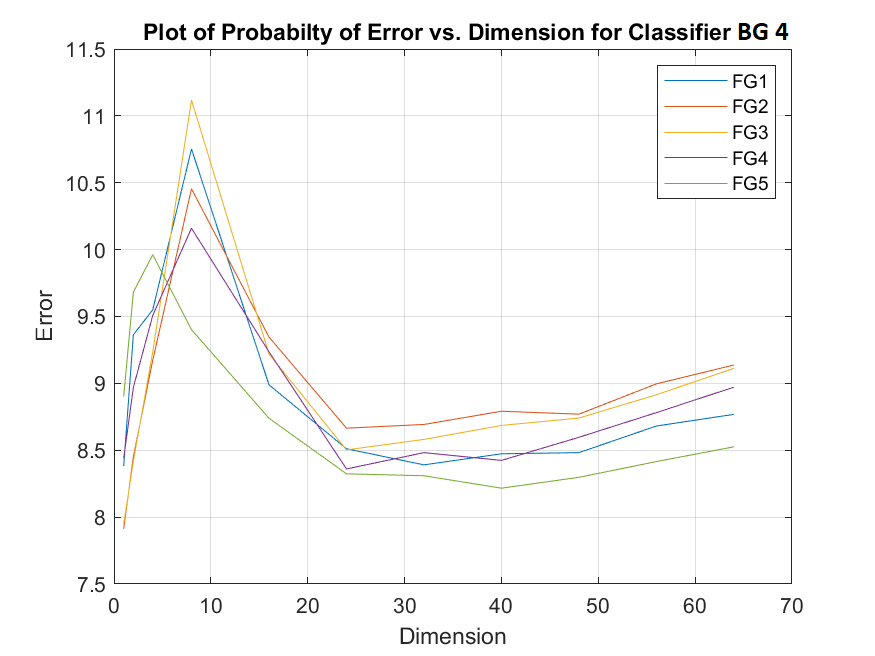 Plot of Probabilty of Error vs. Dimension for Classifier BG 4
11.5
11
10.5
10
9.5
9
8.5
8
7.5
Error
FG1
FG2
FG3
FG4
FG5
0 10 20 30 40 50 60 70
Dimension